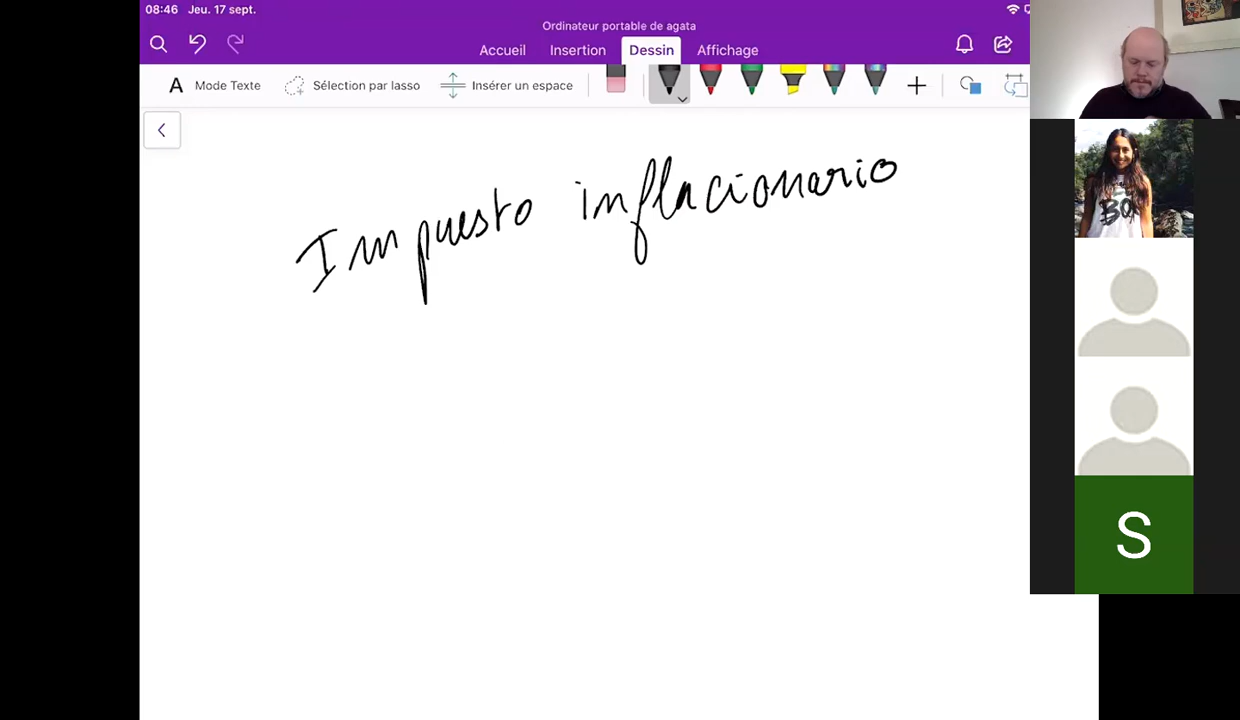 08:46 Jeu. 17 sept.
Ordinateur portable de agata
Accueil Insertion Dessin Affichage
A Mode Texte Sélection par lasso Insérer un espace
Impuesto inflacionario
BO
S